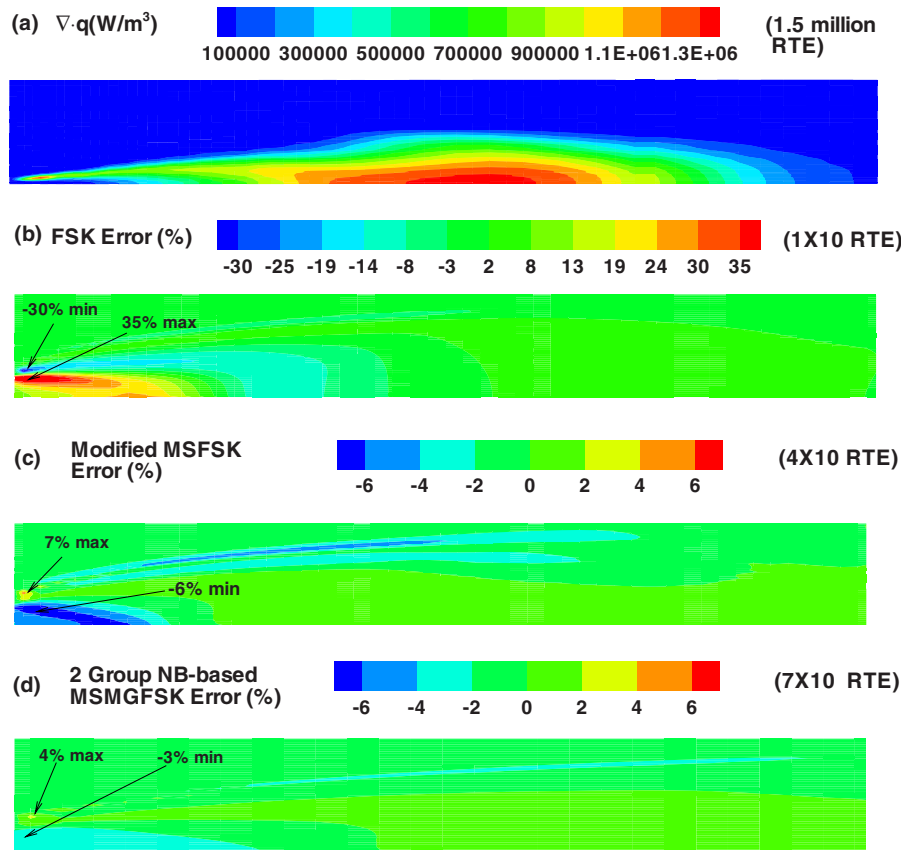 (a) ∇·q(W/m³)
(1.5 million
RTE)
100000 300000 500000 700000 900000 1.1E+06 1.3E+06
(b) FSK Error (%)
(1X10 RTE)
-30 -25 -19 -14 -8 -3 2 8 13 19 24 30 35
-30% min
35% max
(c) Modified MSFSK
Error (%)
(4X10 RTE)
-6 -4 -2 0 2 4 6
7% max
-6% min
(d) 2 Group NB-based
MSMGFSK Error (%)
(7X10 RTE)
-6 -4 -2 0 2 4 6
4% max
-3% min